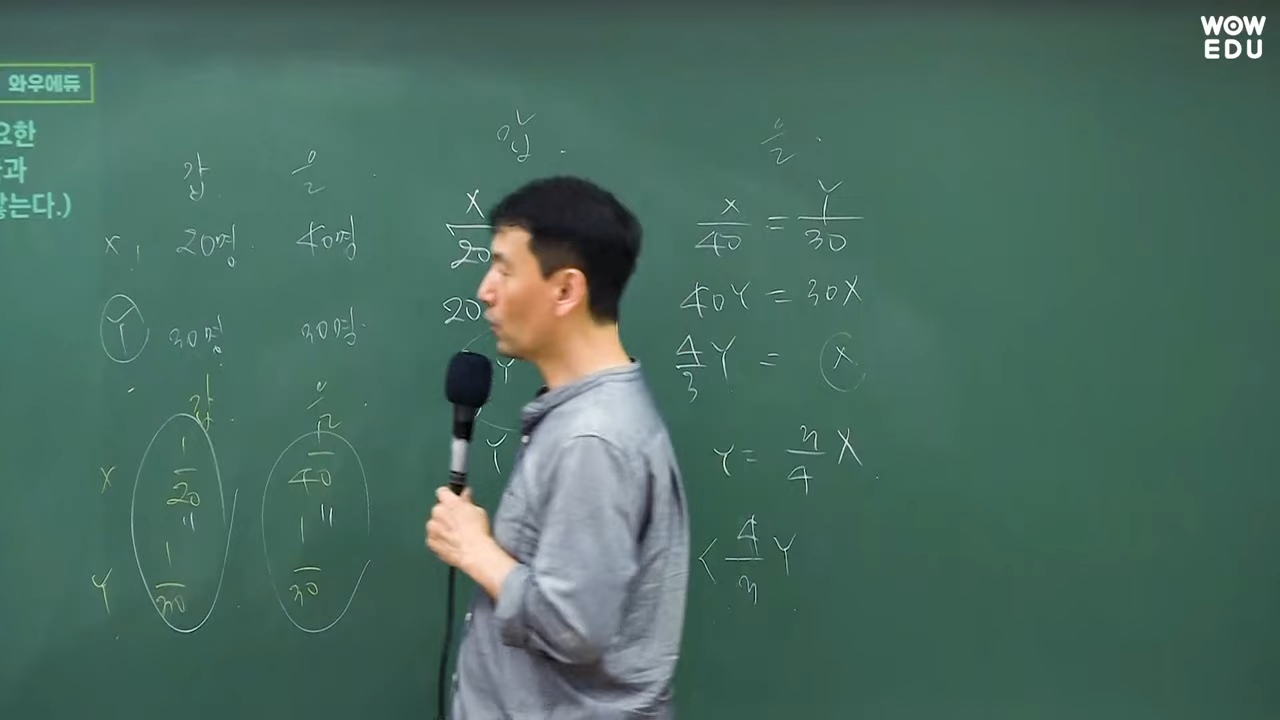 WOW
EDU
와우에듀
요한
과
않는다.)
갑 을
X 20명 40명
Y 30명 30명
갑 을
X 1/20 1/40
" "
Y 1/30 1/30
갑
X
20
20
Y
Y
을
X/40 = Y/30
40Y = 30X
4/3 Y = X
Y = 3/4 X
< 4/3 Y